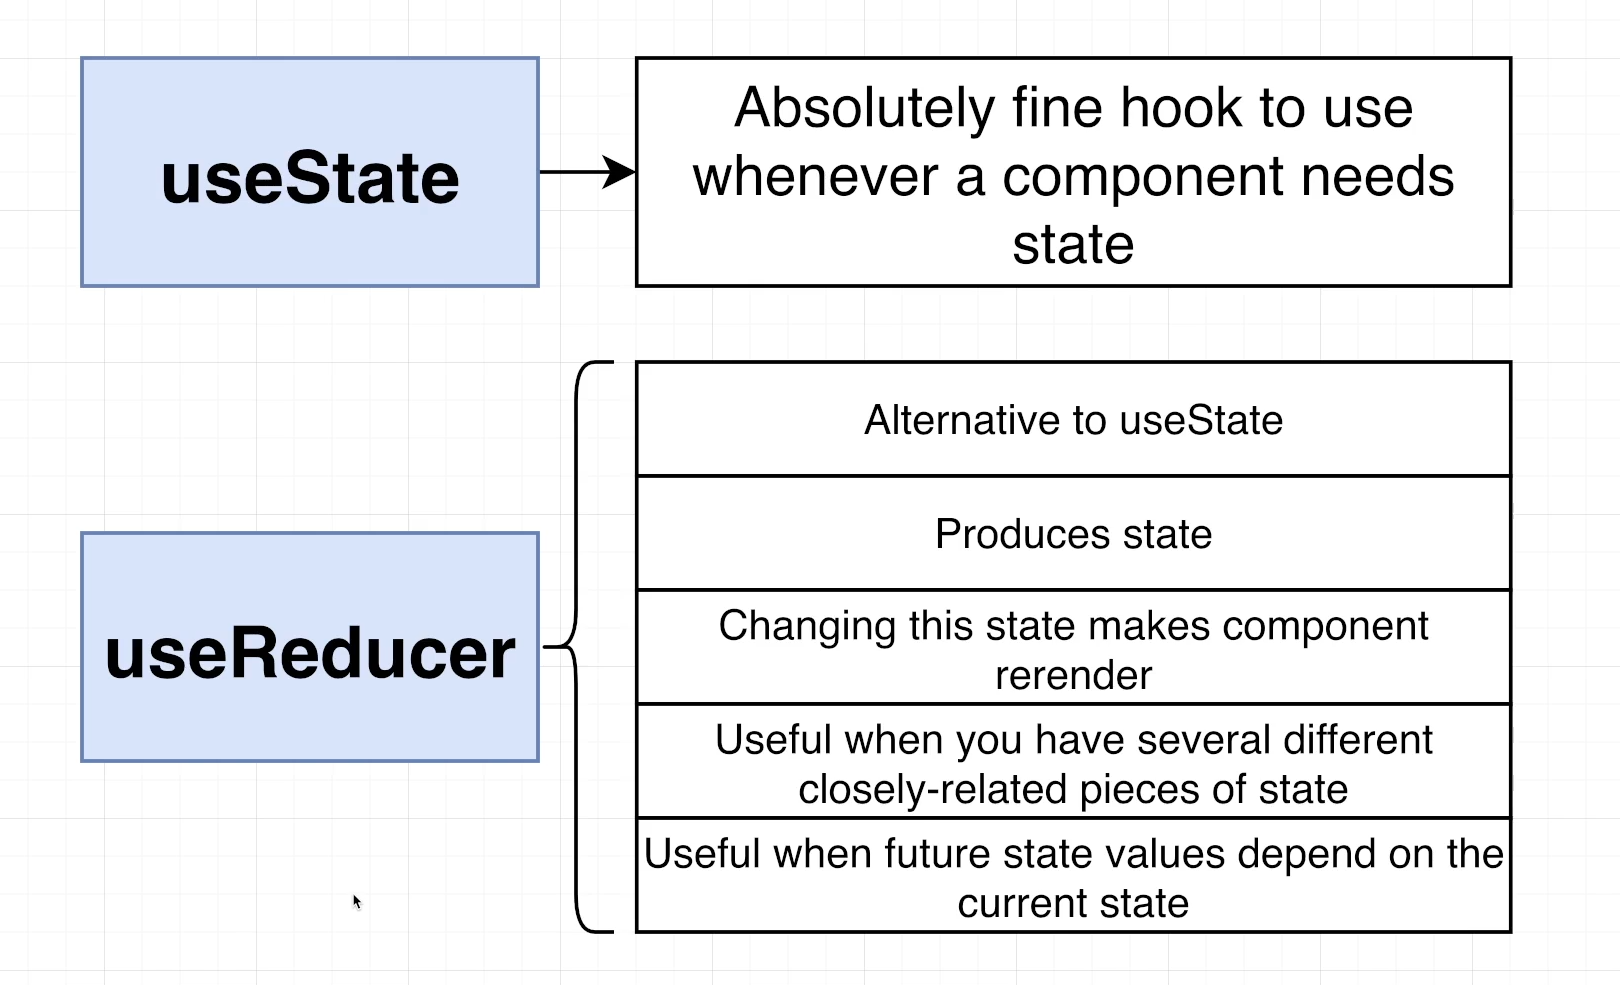 useState
Absolutely fine hook to use
whenever a component needs
state
useReducer
Alternative to useState
Produces state
Changing this state makes component
rerender
Useful when you have several different
closely-related pieces of state
Useful when future state values depend on the
current state